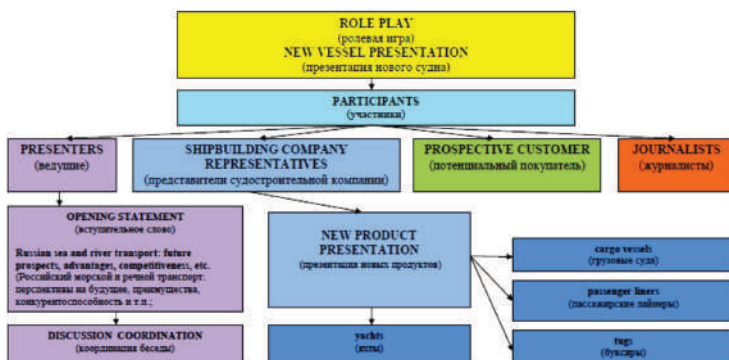 ROLE PLAY
(ролевая игра)
NEW VESSEL PRESENTATION
(презентация нового судна)
PARTICIPANTS
(участники)
PRESENTERS
(ведущие)
SHIPBUILDING COMPANY
REPRESENTATIVES
(представители судостроительной компании)
PROSPECTIVE CUSTOMER
(потенциальный покупатель)
JOURNALISTS
(журналисты)
OPENING STATEMENT
(вступительное слово)
Russian sea and river transport: future
prospects, advantages, competitiveness, etc.
(Российский морской и речной транспорт:
перспективы на будущее, преимущества,
конкурентоспособность и т.п.;
NEW PRODUCT
PRESENTATION
(презентация новых продуктов)
cargo vessels
(грузовые суда)
passenger liners
(пассажирские лайнеры)
DISCUSSION COORDINATION
(координация беседы)
yachts
(яхты)
tugs
(буксиры)